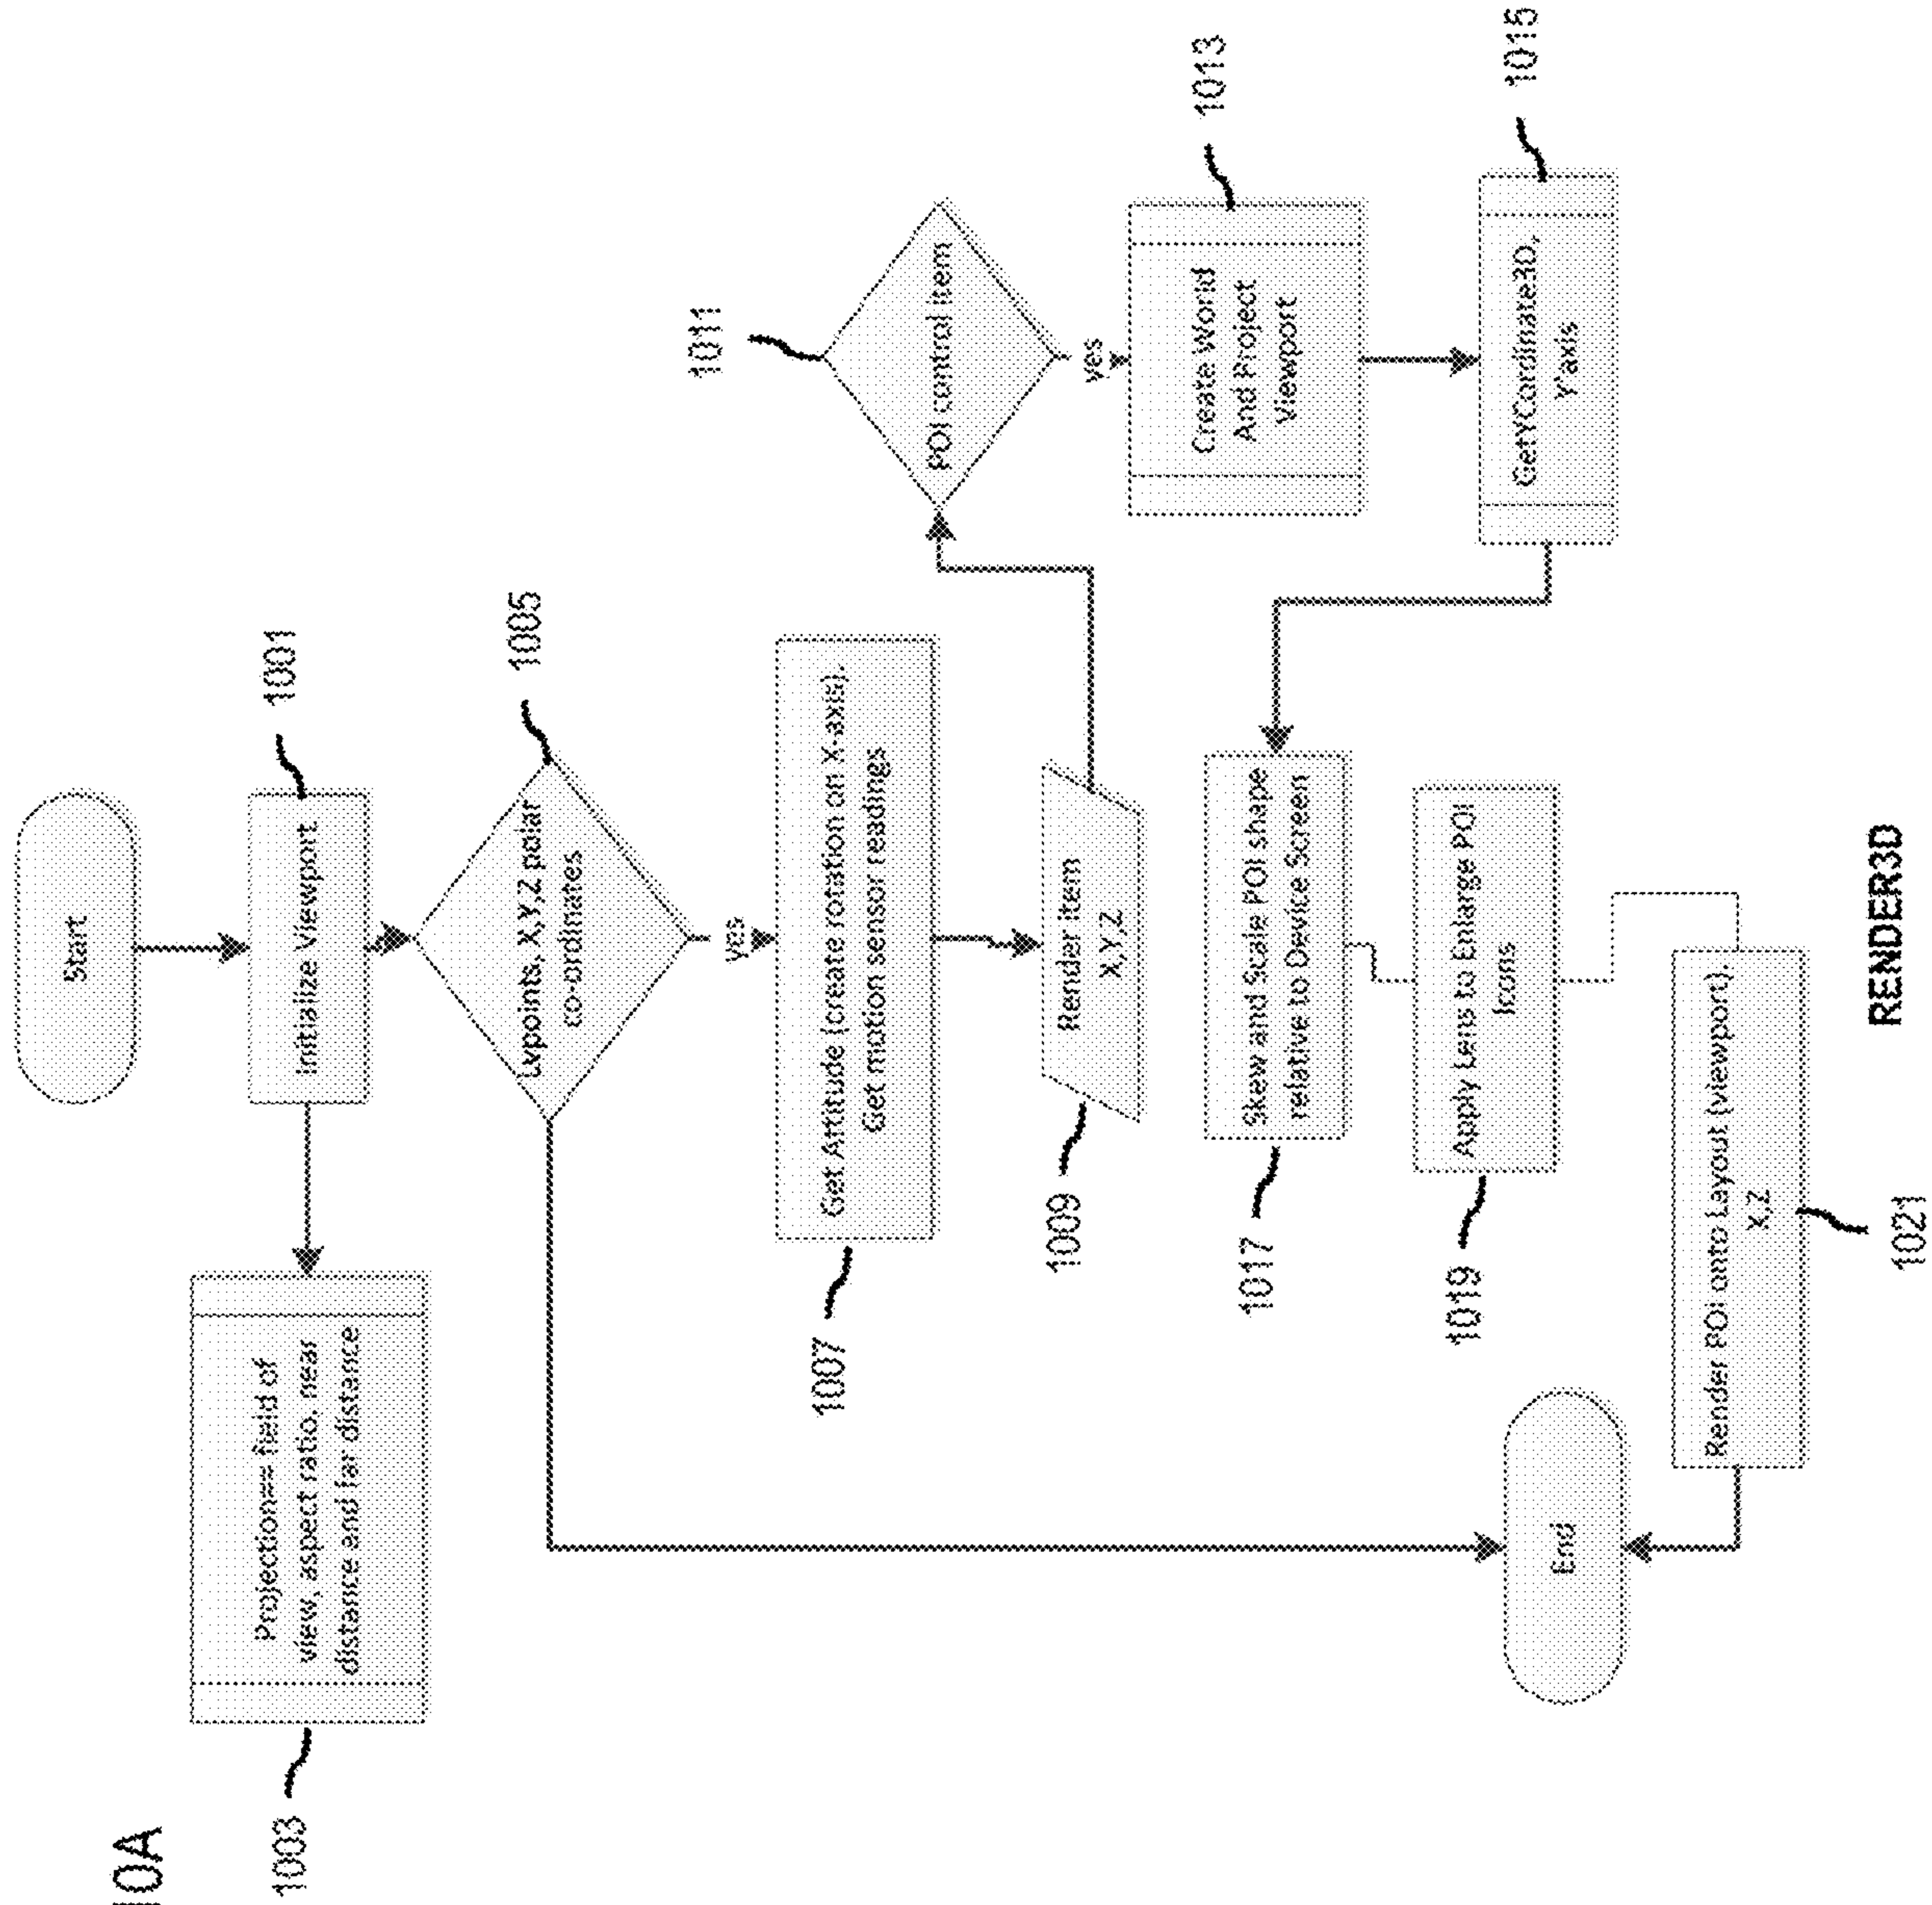 10A
Start
1001
Initialize Viewport
1003
Projection== field of
view, aspect ratio, near
distance and far distance
1005
Lvpoints, X,Y,Z polar
co-ordinates
yes
1007
Get Attitude (create rotation on X-axis).
Get motion sensor readings
1009
Render item
X,Y,Z
1011
POI control item
yes
1013
Create World
And Project
Viewport
1015
GetYCordinate3D,
Y'axis
1017
Skew and Scale POI shape
relative to Device Screen
1019
Apply Lens to Enlarge POI
Icons
1021
Render POI onto Layout (viewport).
X,Z
End
RENDER3D